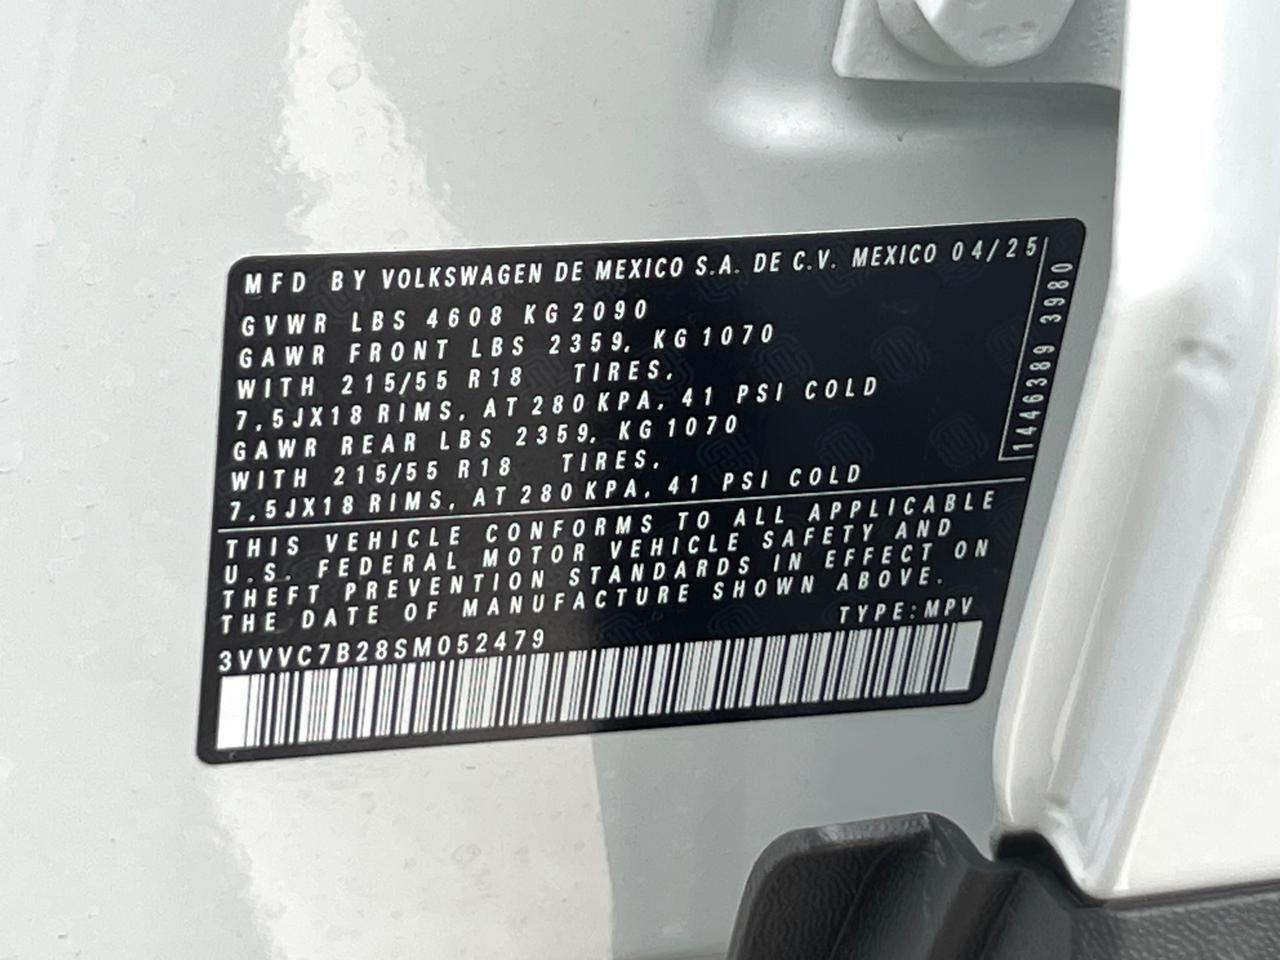 MFD BY VOLKSWAGEN DE MEXICO S.A. DE C.V. MEXICO 04/25
GVWR LBS 4608 KG 2090
GAWR FRONT LBS 2359, KG 1070
WITH 215/55 R18 TIRES,
7,5JX18 RIMS, AT 280 KPA, 41 PSI COLD
GAWR REAR LBS 2359, KG 1070
WITH 215/55 R18 TIRES,
7,5JX18 RIMS, AT 280 KPA, 41 PSI COLD
1446389 3980
THIS VEHICLE CONFORMS TO ALL APPLICABLE
U.S. FEDERAL MOTOR VEHICLE SAFETY AND
THEFT PREVENTION STANDARDS IN EFFECT ON
THE DATE OF MANUFACTURE SHOWN ABOVE.
TYPE:MPV
3VVVC7B28SM052479